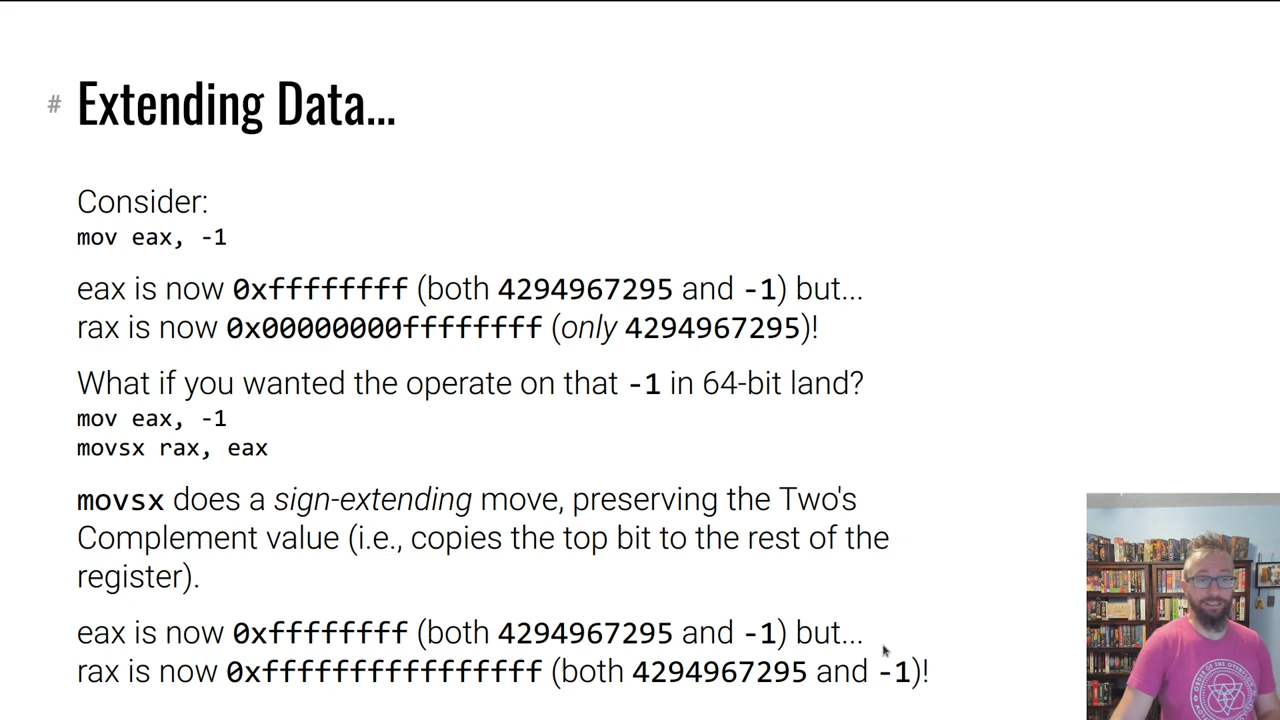 # Extending Data...
Consider:
mov eax, -1
eax is now 0xffffffff (both 4294967295 and -1) but...
rax is now 0x00000000ffffffff (only 4294967295)!
What if you wanted the operate on that -1 in 64-bit land?
mov eax, -1
movsx rax, eax
movsx does a sign-extending move, preserving the Two's
Complement value (i.e., copies the top bit to the rest of the
register).
eax is now 0xffffffff (both 4294967295 and -1) but...
rax is now 0xffffffffffffffff (both 4294967295 and -1)!